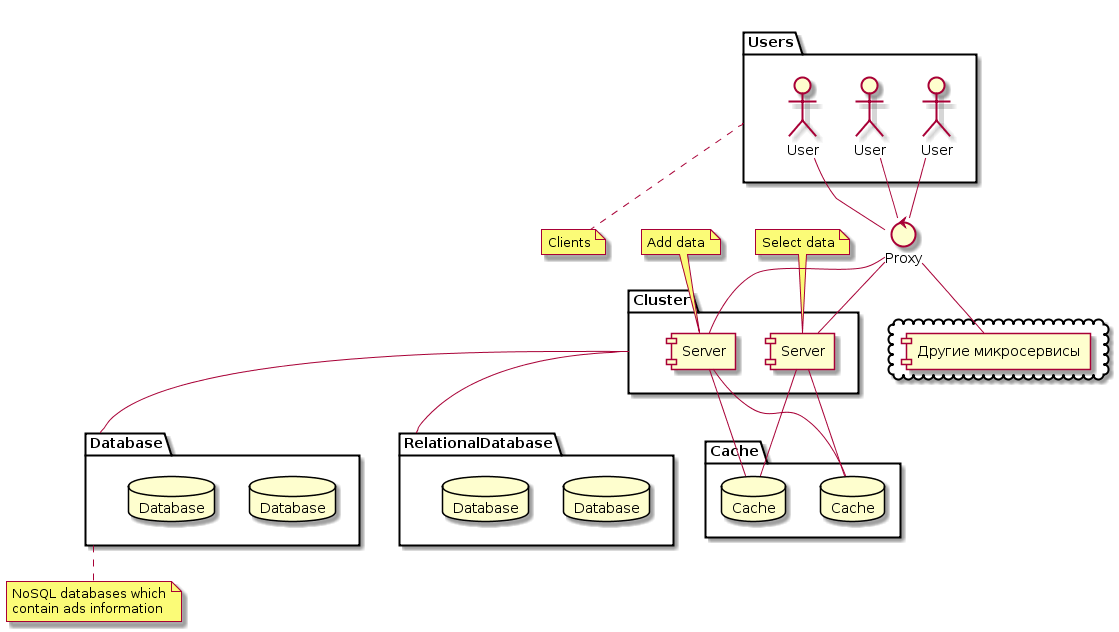 Users
User
User
User
Clients
Add data
Select data
Proxy
Cluster
Server
Server
Другие микросервисы
Database
Database
Database
RelationalDatabase
Database
Database
Cache
Cache
Cache
NoSQL databases which
contain ads information